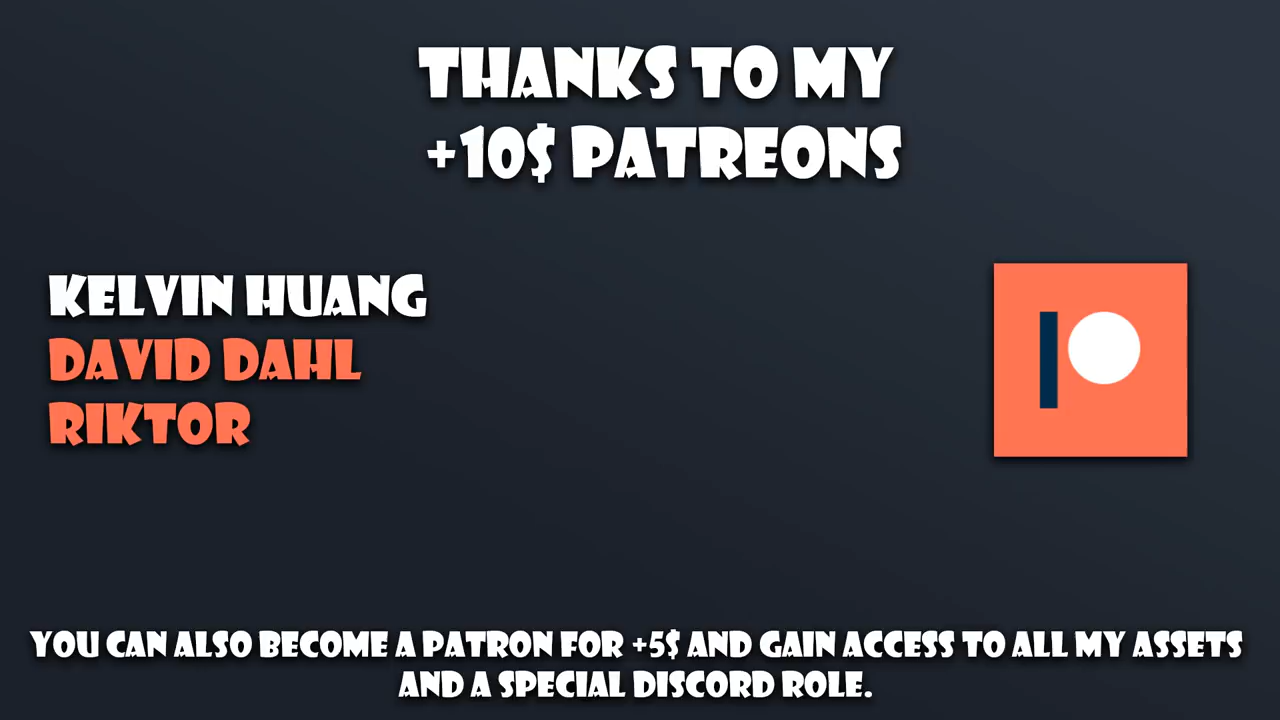 THANKS TO MY
+10$ PATREONS
KELVIN HUANG
DAVID DAHL
RIKTOR
YOU CAN ALSO BECOME A PATRON FOR +5$ AND GAIN ACCESS TO ALL MY ASSETS
AND A SPECIAL DISCORD ROLE.